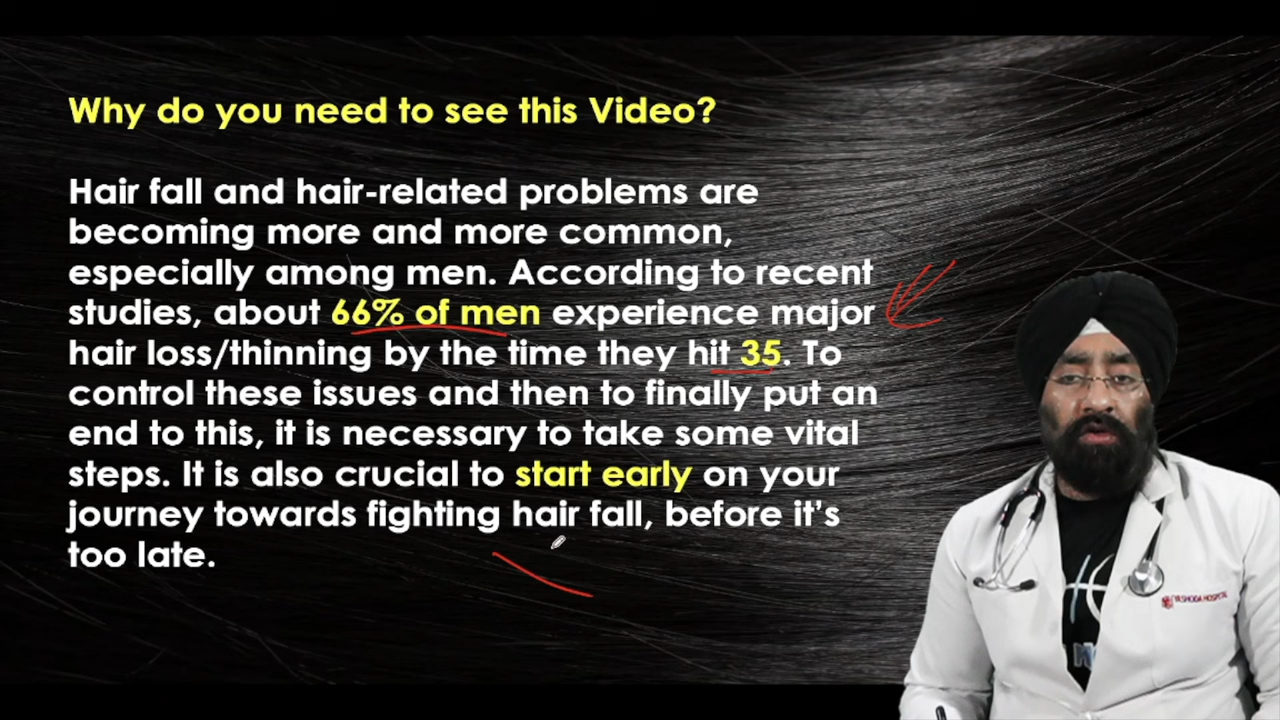 Why do you need to see this Video?
Hair fall and hair-related problems are
becoming more and more common,
especially among men. According to recent
studies, about 66% of men experience major
hair loss/thinning by the time they hit 35. To
control these issues and then to finally put an
end to this, it is necessary to take some vital
steps. It is also crucial to start early on your
journey towards fighting hair fall, before it's
too late.
YASHODA HOSPITAL